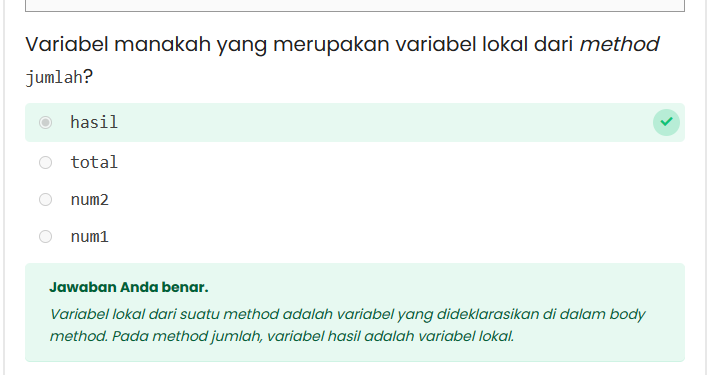 Variabel manakah yang merupakan variabel lokal dari method
jumlah?
hasil
total
num2
num1
Jawaban Anda benar.
Variabel lokal dari suatu method adalah variabel yang dideklarasikan di dalam body
method. Pada method jumlah, variabel hasil adalah variabel lokal.